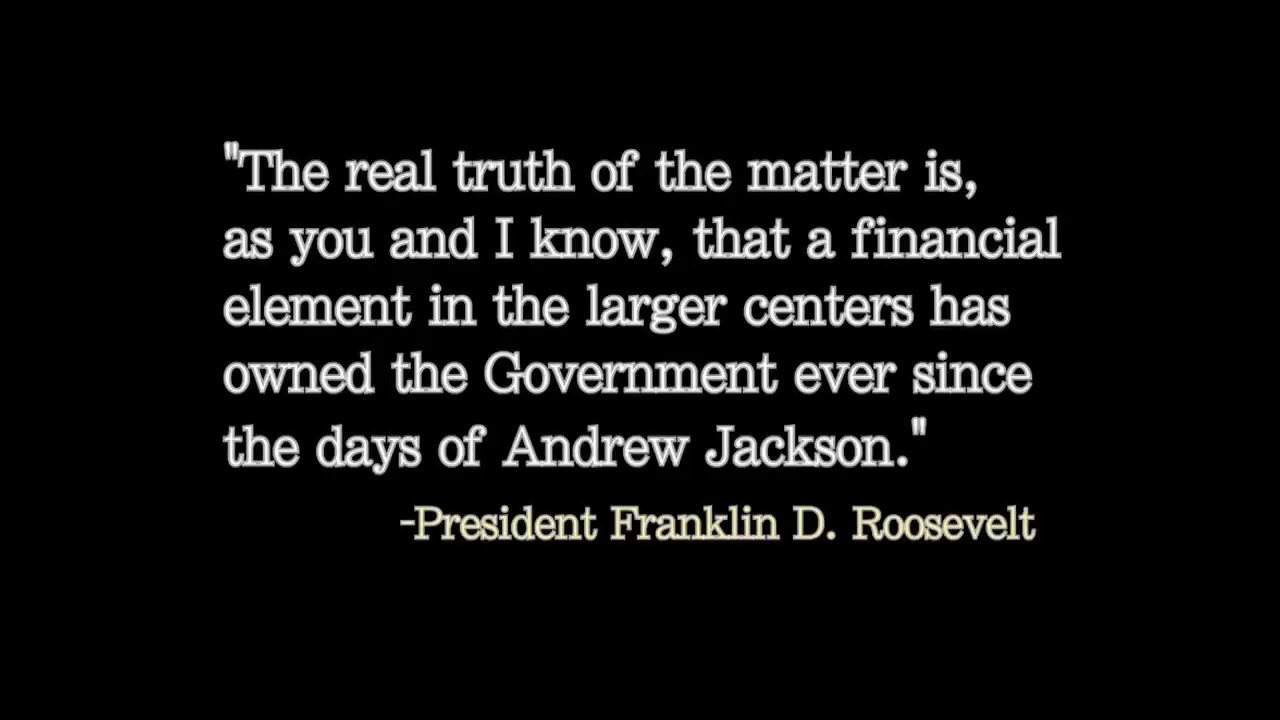 "The real truth of the matter is,
as you and I know, that a financial
element in the larger centers has
owned the Government ever since
the days of Andrew Jackson."
-President Franklin D. Roosevelt